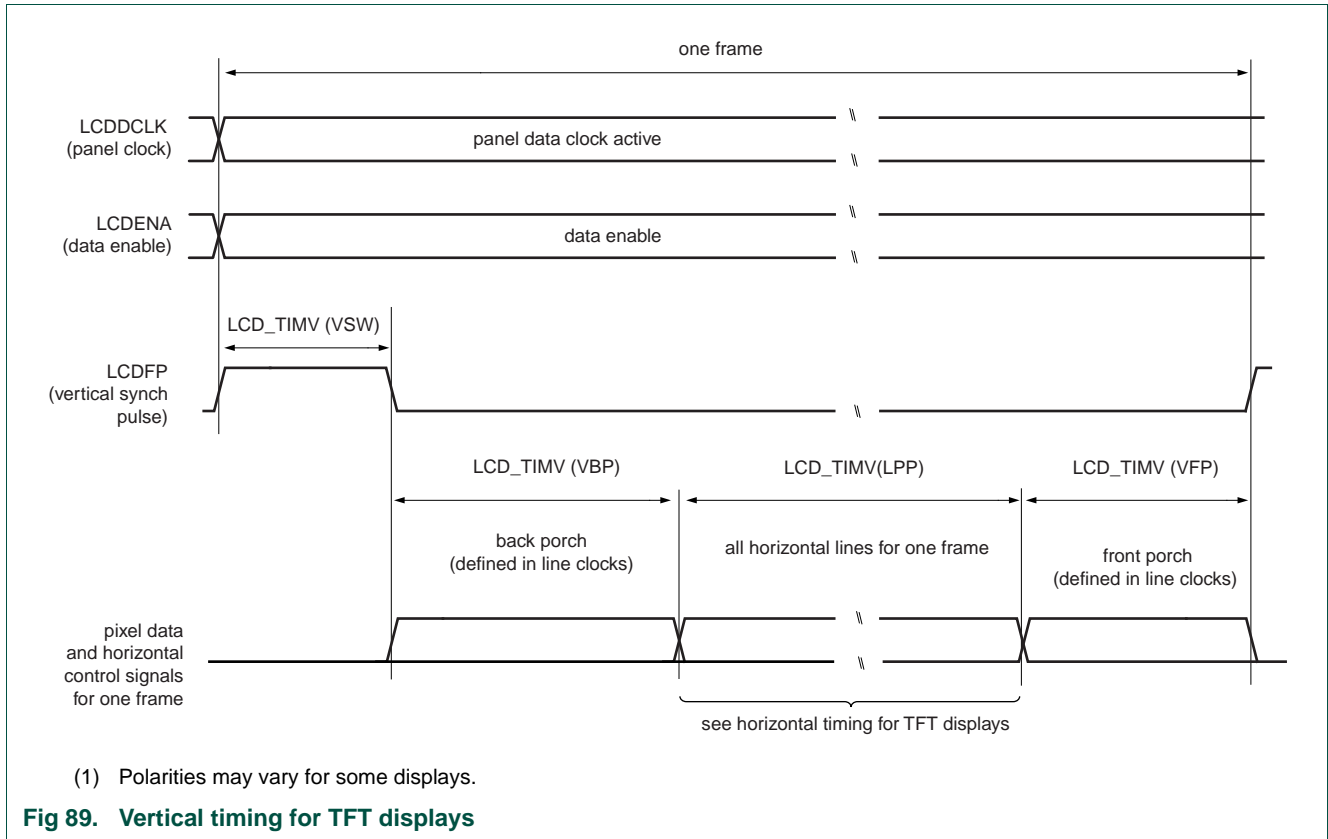 one frame
LCDDCLK
(panel clock)
panel data clock active
LCDENA
(data enable)
data enable
LCD_TIMV (VSW)
LCDFP
(vertical synch
pulse)
LCD_TIMV (VBP)
LCD_TIMV(LPP)
LCD_TIMV (VFP)
back porch
(defined in line clocks)
all horizontal lines for one frame
front porch
(defined in line clocks)
pixel data
and horizontal
control signals
for one frame
see horizontal timing for TFT displays
(1) Polarities may vary for some displays.
Fig 89. Vertical timing for TFT displays